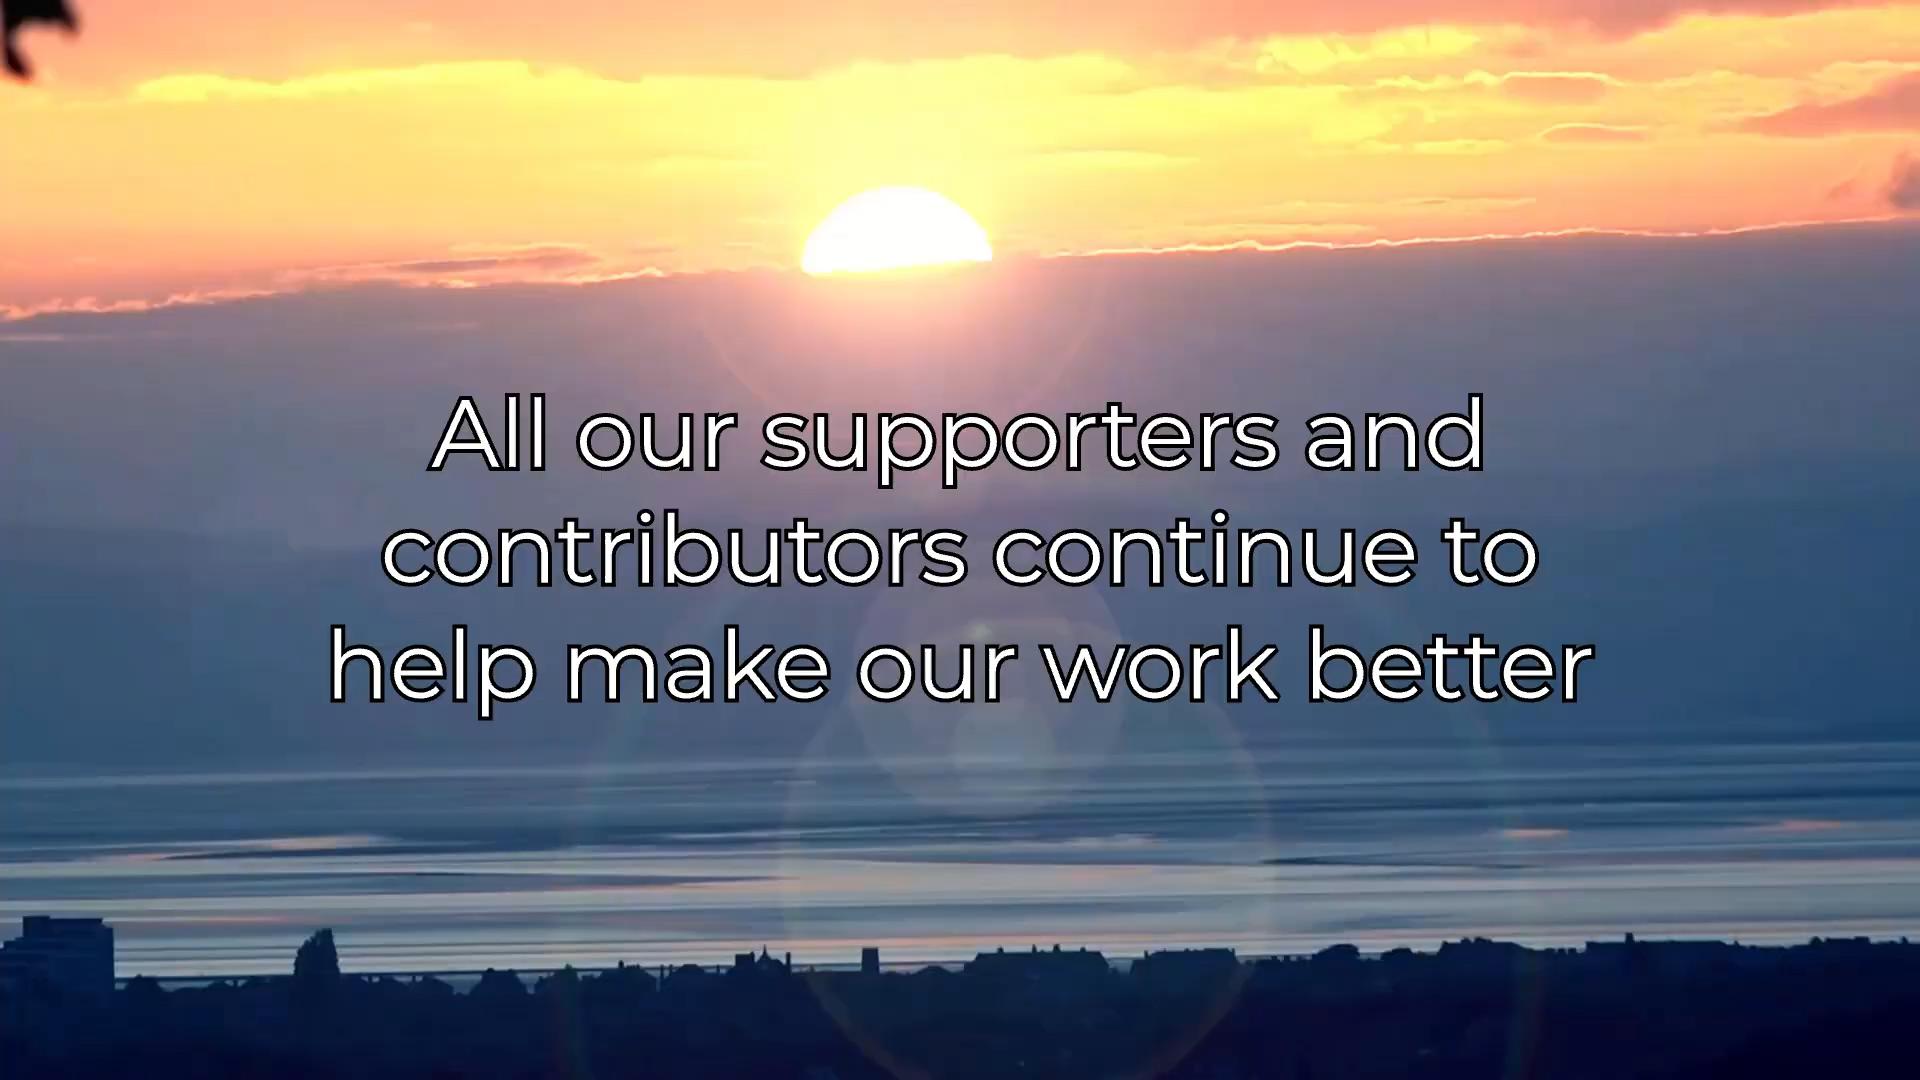 All our supporters and
contributors continue to
help make our work better